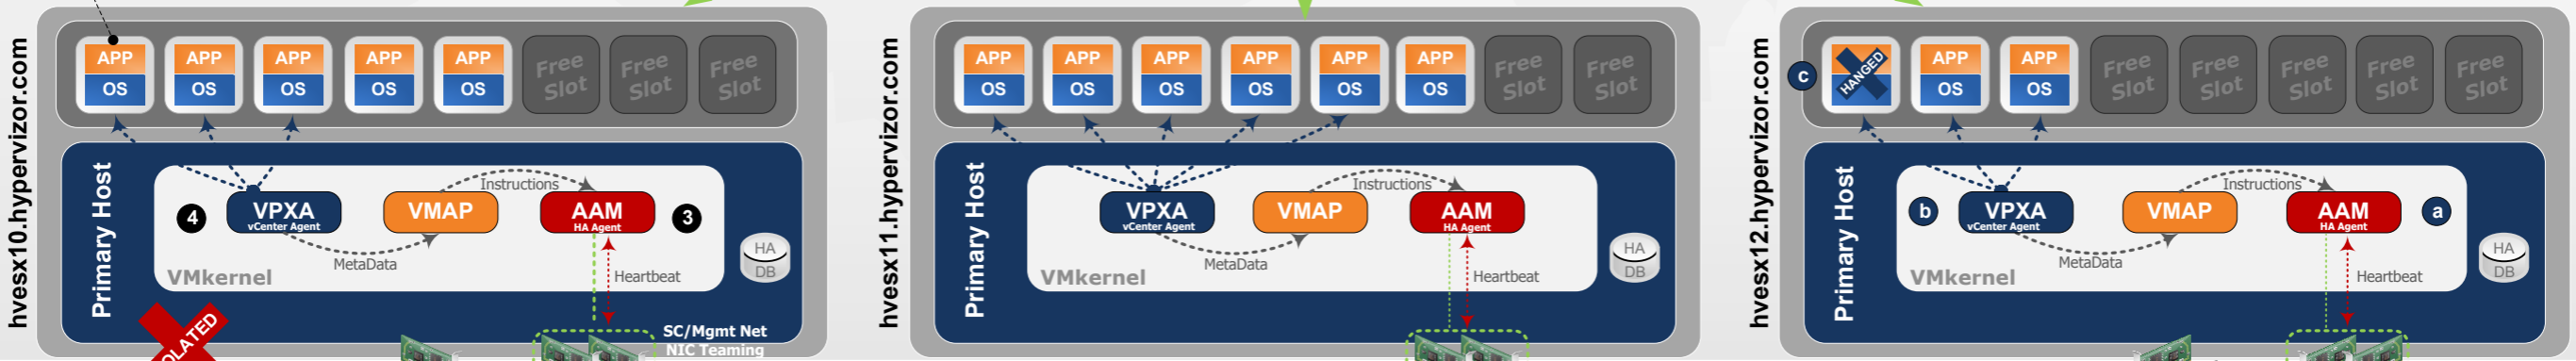 hvesx10.hypervizor.com
APP
OS
APP
OS
APP
OS
APP
OS
APP
OS
Free
Slot
Free
Slot
Free
Slot
Primary Host
4
VPXA
vCenter Agent
VMAP
AAM
HA Agent
3
Instructions
MetaData
VMkernel
Heartbeat
HA
DB
SC/Mgmt Net
NIC Teaming
hvesx11.hypervizor.com
APP
OS
APP
OS
APP
OS
APP
OS
APP
OS
APP
OS
Free
Slot
Free
Slot
Primary Host
VPXA
vCenter Agent
VMAP
AAM
HA Agent
Instructions
MetaData
VMkernel
Heartbeat
HA
DB
hvesx12.hypervizor.com
c
HANGED
APP
OS
APP
OS
Free
Slot
Free
Slot
Free
Slot
Free
Slot
Free
Slot
Primary Host
b
VPXA
vCenter Agent
VMAP
AAM
HA Agent
a
Instructions
MetaData
VMkernel
Heartbeat
HA
DB